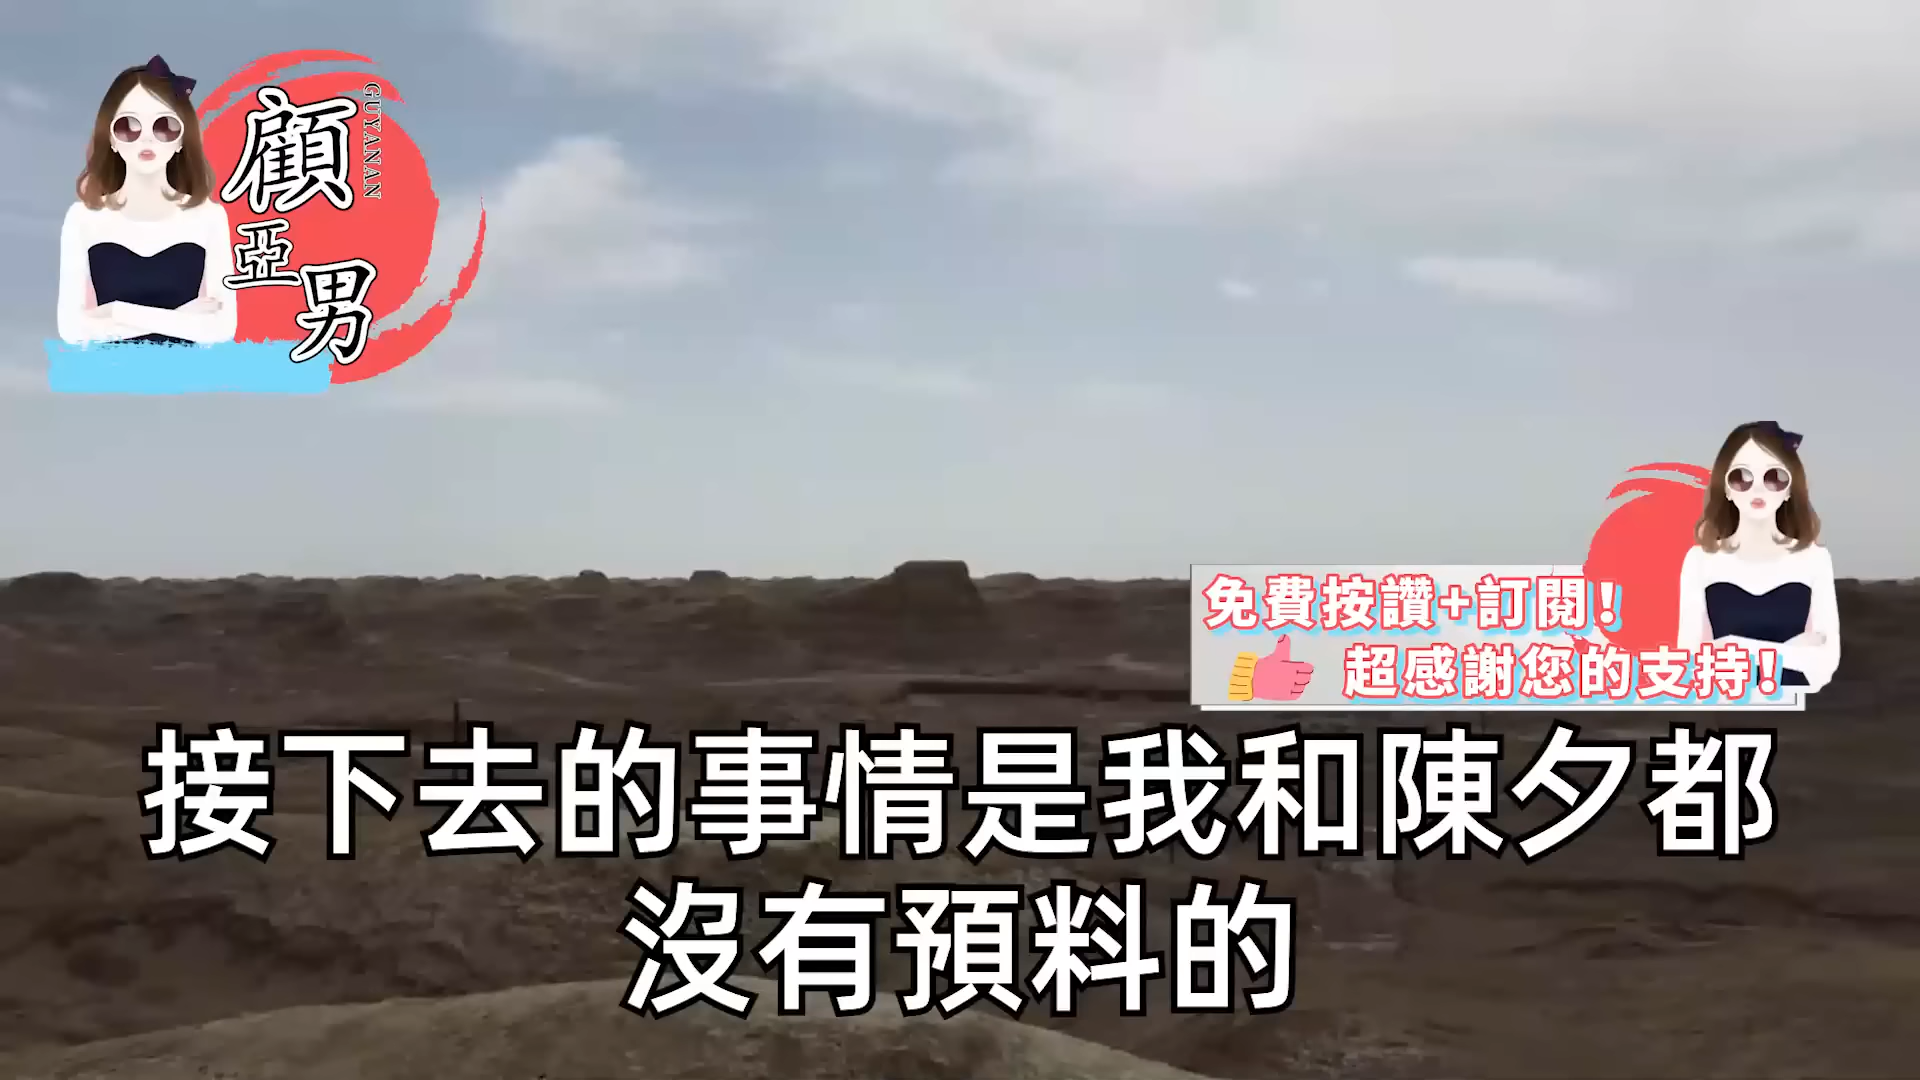 顧亞男
GUYANAN
免費按讚+訂閱!
超感謝您的支持!
接下去的事情是我和陳夕都
沒有預料的